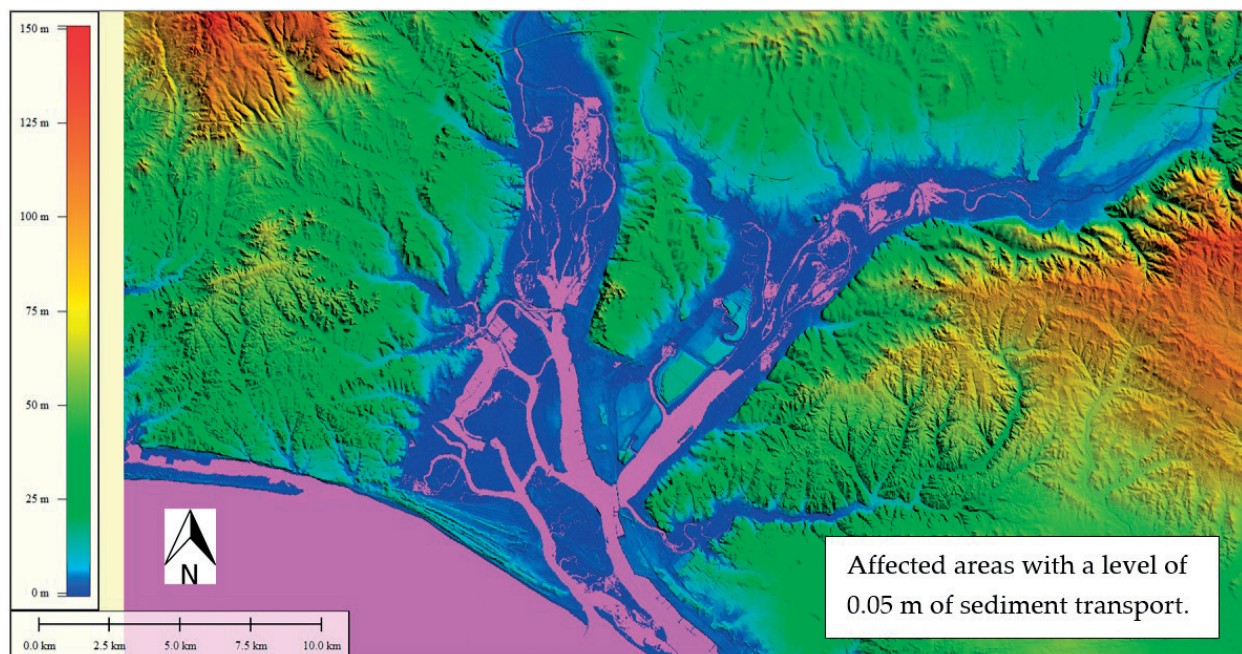 150 m
125 m
100 m
75 m
50 m
25 m
0 m
N
0.0 km 2.5 km 5.0 km 7.5 km 10.0 km
Affected areas with a level of
0.05 m of sediment transport.